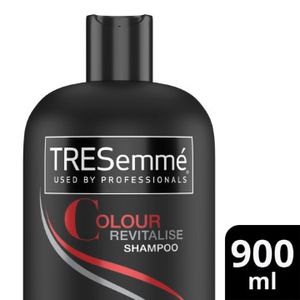 TRESemmé
USED BY PROFESSIONALS
COLOUR
REVITALISE
SHAMPOO
900
ml